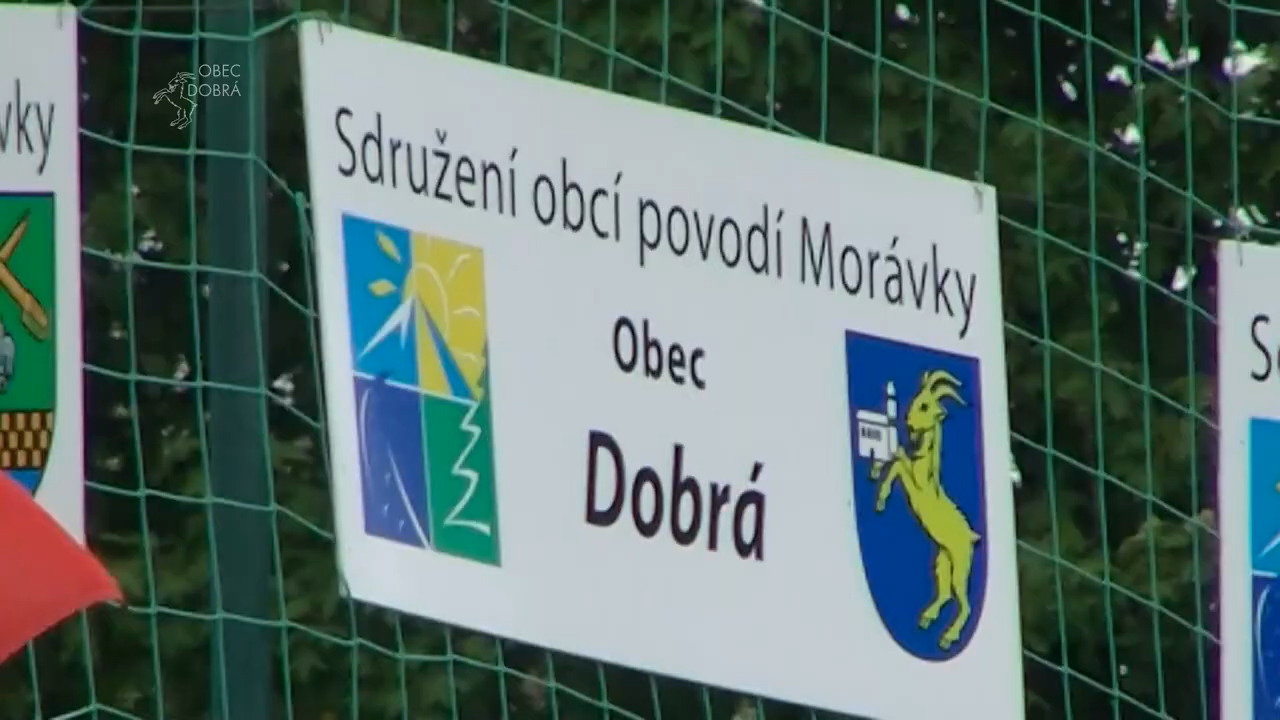 OBEC
DOBRÁ
Sdružení obcí povodí Morávky
Obec
Dobrá